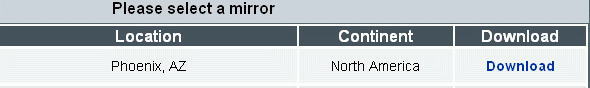 Please select a mirror
Location Continent Download
Phoenix, AZ North America Download